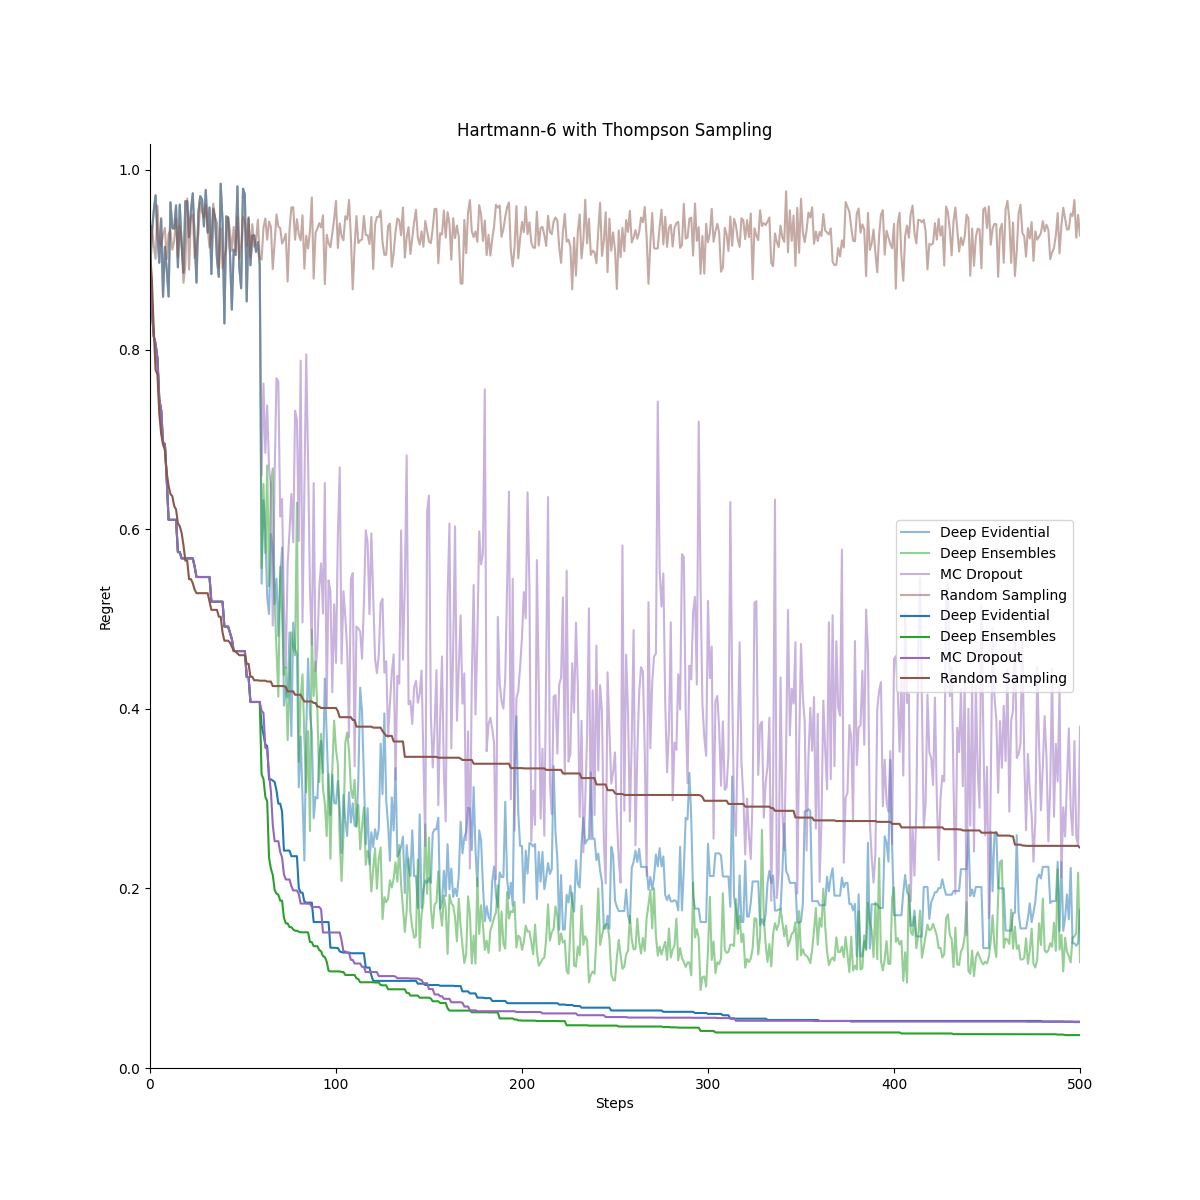 Hartmann-6 with Thompson Sampling
1.0
0.8
0.6
0.4
0.2
0.0
Regret
Deep Evidential
Deep Ensembles
MC Dropout
Random Sampling
Deep Evidential
Deep Ensembles
MC Dropout
Random Sampling
0
100
200
300
400
500
Steps